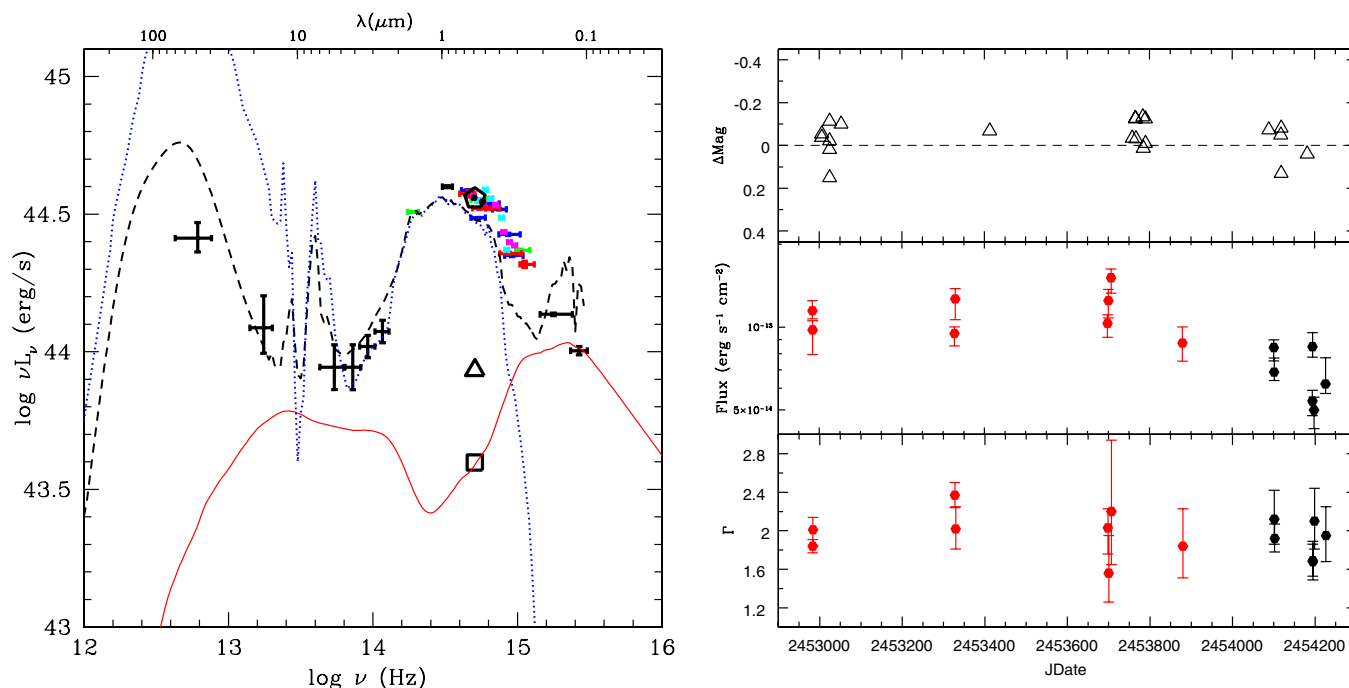 λ(μm)
100 10 1 0.1
45
44.5
44
43.5
43
log νLν (erg/s)
12 13 14 15 16
log ν (Hz)
-0.4
-0.2
0
0.2
0.4
ΔMag
10⁻¹³
5×10⁻¹⁴
Flux (erg s⁻¹ cm⁻²)
2.8
2.4
2
1.6
1.2
Γ
2453000 2453200 2453400 2453600 2453800 2454000 2454200
JDate